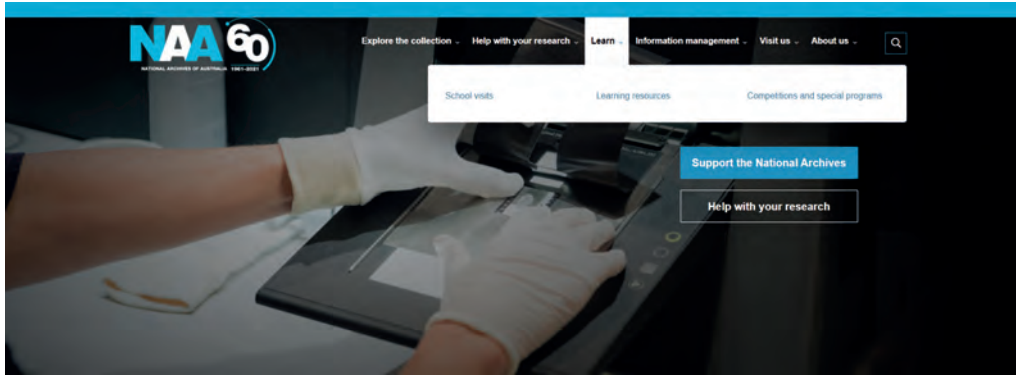 NAA 60
NATIONAL ARCHIVES OF AUSTRALIA 1961-2021
Explore the collection Help with your research Learn Information management Visit us About us
School visits Learning resources Competitions and special programs
Support the National Archives
Help with your research